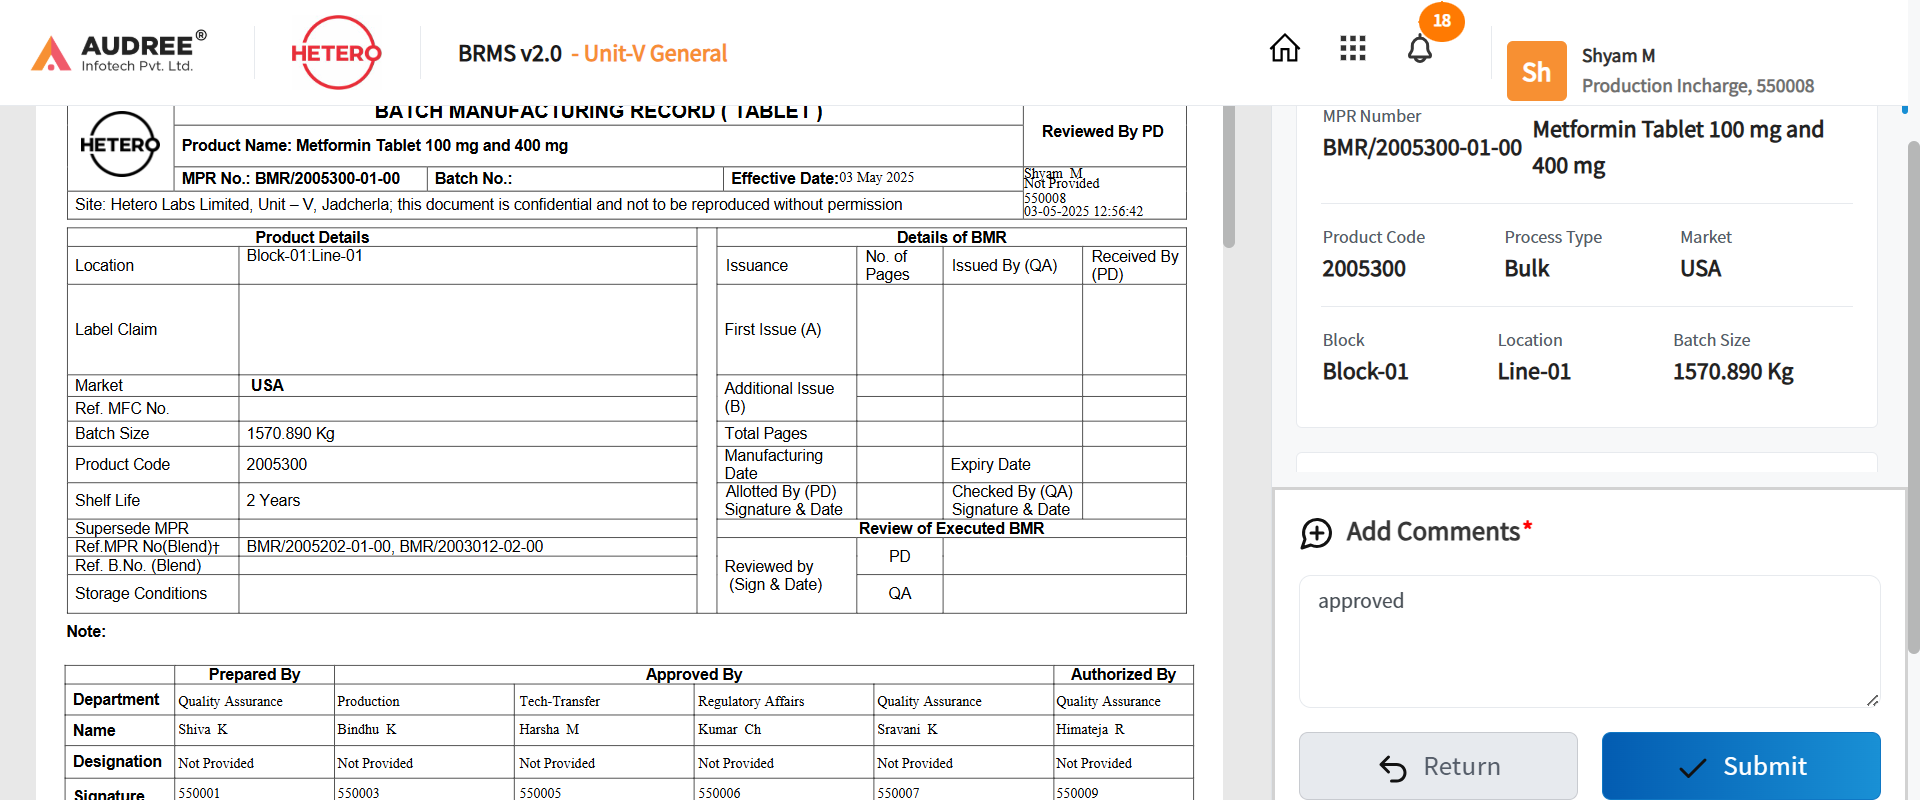 AUDREE®
Infotech Pvt. Ltd.
HETERO
BRMS v2.0 - Unit-V General
18
Sh
Shyam M
Production Incharge, 550008
HETERO
BATCH MANUFACTURING RECORD ( TABLET )
Product Name: Metformin Tablet 100 mg and 400 mg
Reviewed By PD
MPR No.: BMR/2005300-01-00
Batch No.:
Effective Date:03 May 2025
Shyam M
Not Provided
550008
03-05-2025 12:56:42
Site: Hetero Labs Limited, Unit – V, Jadcherla; this document is confidential and not to be reproduced without permission
Product Details
Location
Block-01:Line-01
Label Claim
Market
USA
Ref. MFC No.
Batch Size
1570.890 Kg
Product Code
2005300
Shelf Life
2 Years
Supersede MPR
Ref.MPR No(Blend)†
BMR/2005202-01-00, BMR/2003012-02-00
Ref. B.No. (Blend)
Storage Conditions
Details of BMR
Issuance
No. of
Pages
Issued By (QA)
Received By
(PD)
First Issue (A)
Additional Issue
(B)
Total Pages
Manufacturing
Date
Expiry Date
Allotted By (PD)
Signature & Date
Checked By (QA)
Signature & Date
Review of Executed BMR
Reviewed by
(Sign & Date)
PD
QA
Note:
Prepared By
Approved By
Authorized By
Department
Quality Assurance
Production
Tech-Transfer
Regulatory Affairs
Quality Assurance
Quality Assurance
Name
Shiva K
Bindhu K
Harsha M
Kumar Ch
Sravani K
Himateja R
Designation
Not Provided
Not Provided
Not Provided
Not Provided
Not Provided
Not Provided
Signature
550001
550003
550005
550006
550007
550009
MPR Number
BMR/2005300-01-00
Metformin Tablet 100 mg and
400 mg
Product Code
2005300
Process Type
Bulk
Market
USA
Block
Block-01
Location
Line-01
Batch Size
1570.890 Kg
Add Comments*
approved
Return
Submit